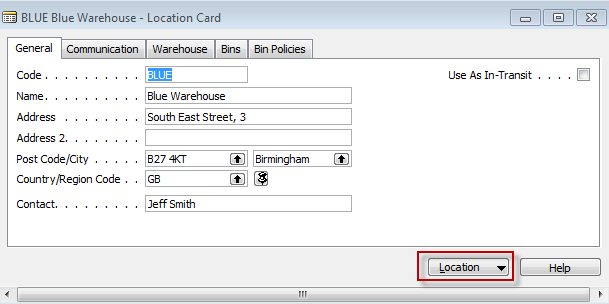 BLUE Blue Warehouse - Location Card
General Communication Warehouse Bins Bin Policies
Code . . . . . . . . . . BLUE Use As In-Transit . . . .
Name. . . . . . . . . . Blue Warehouse
Address . . . . . . . . South East Street, 3
Address 2. . . . . . . .
Post Code/City . . . . . B27 4KT Birmingham
Country/Region Code . . GB
Contact. . . . . . . . . Jeff Smith
Location Help